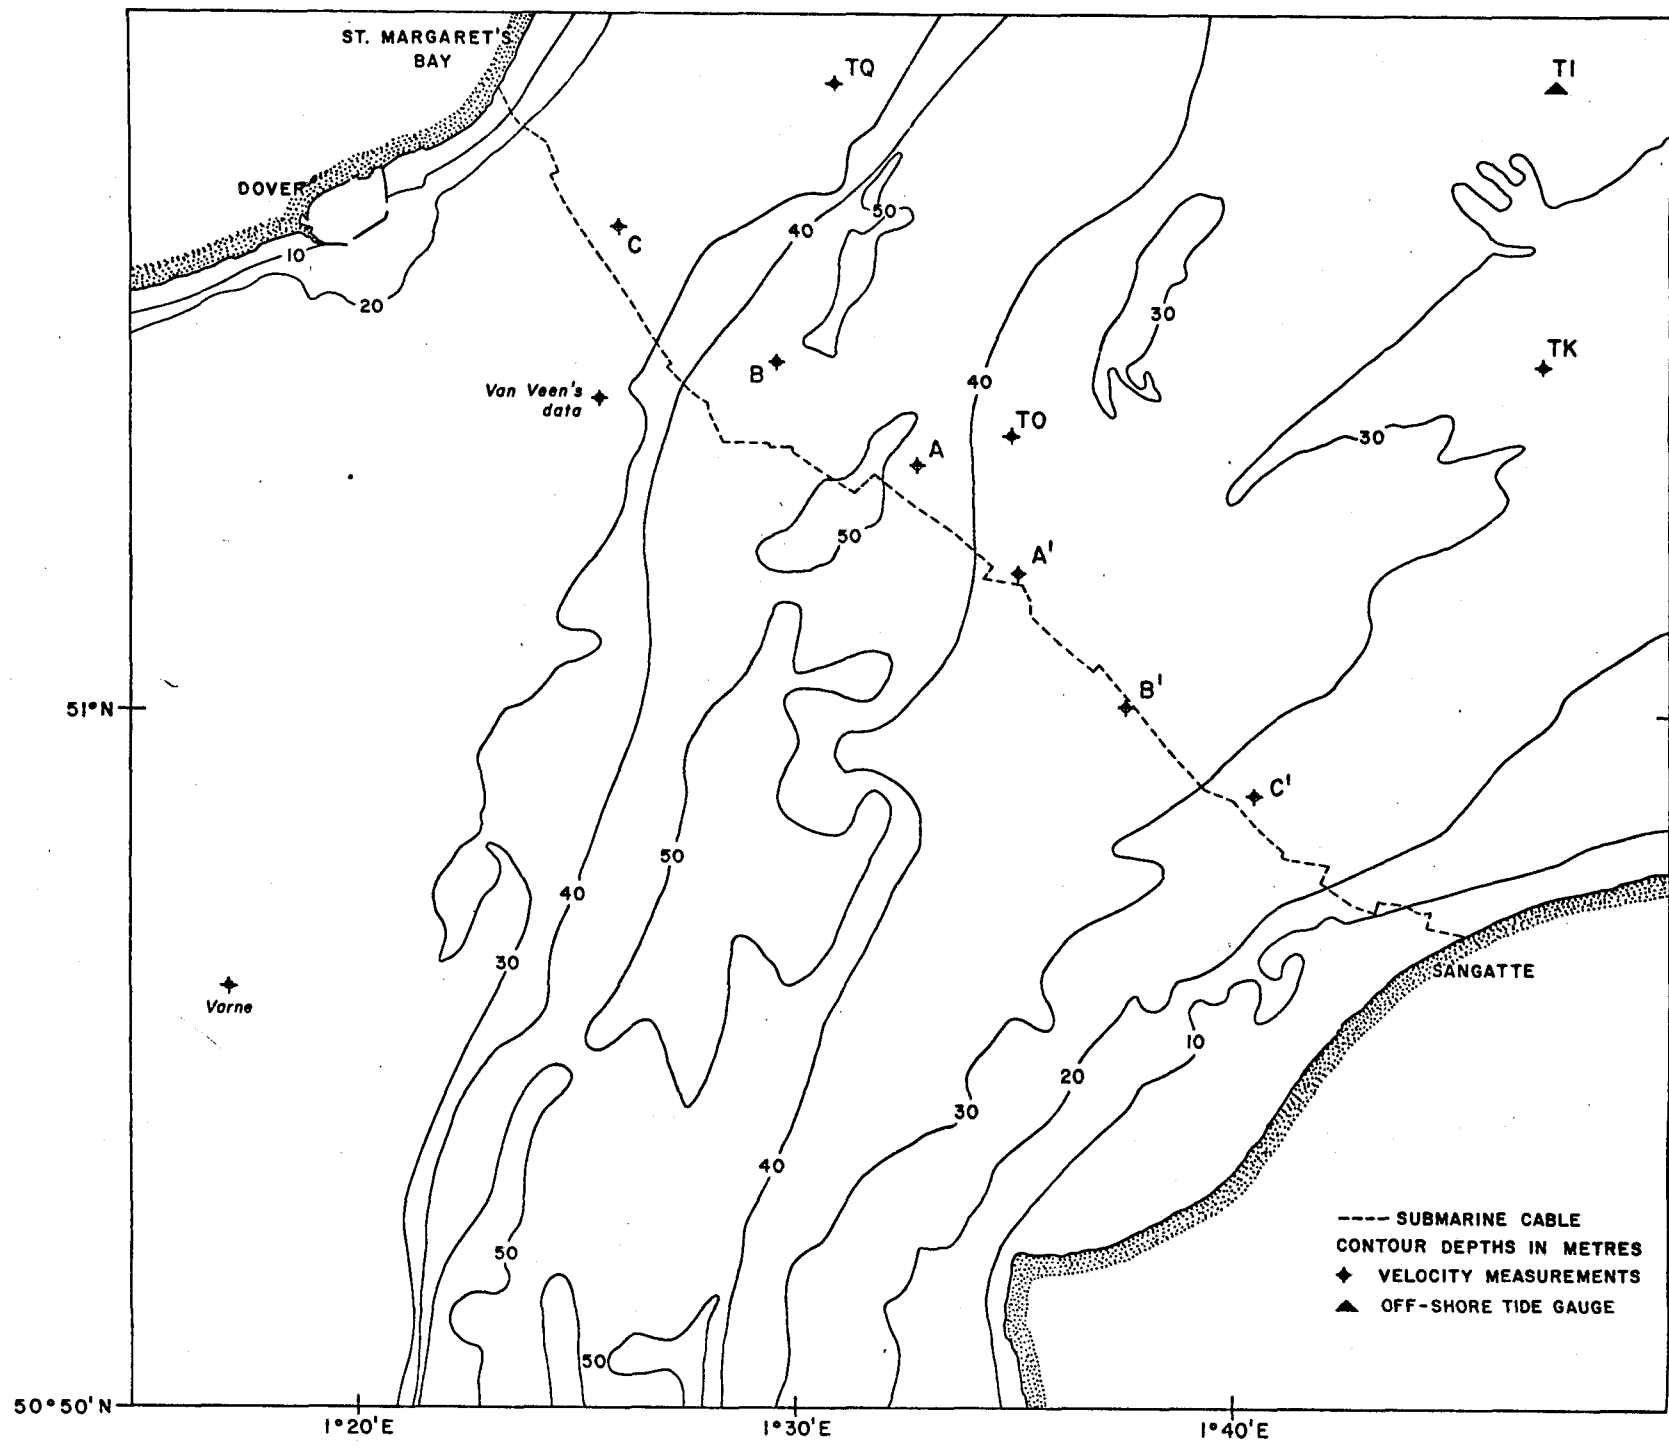 ST. MARGARET'S
BAY
TQ
TI
DOVER
C
50
40
10
20
30
TK
B
40
Van Veen's
data
TO
A
30
50
A'
B'
51°N
C'
50
40
30
SANGATTE
Varne
10
20
30
40
50
50
SUBMARINE CABLE
CONTOUR DEPTHS IN METRES
VELOCITY MEASUREMENTS
OFF-SHORE TIDE GAUGE
50°50'N
1°20'E
1°30'E
1°40'E